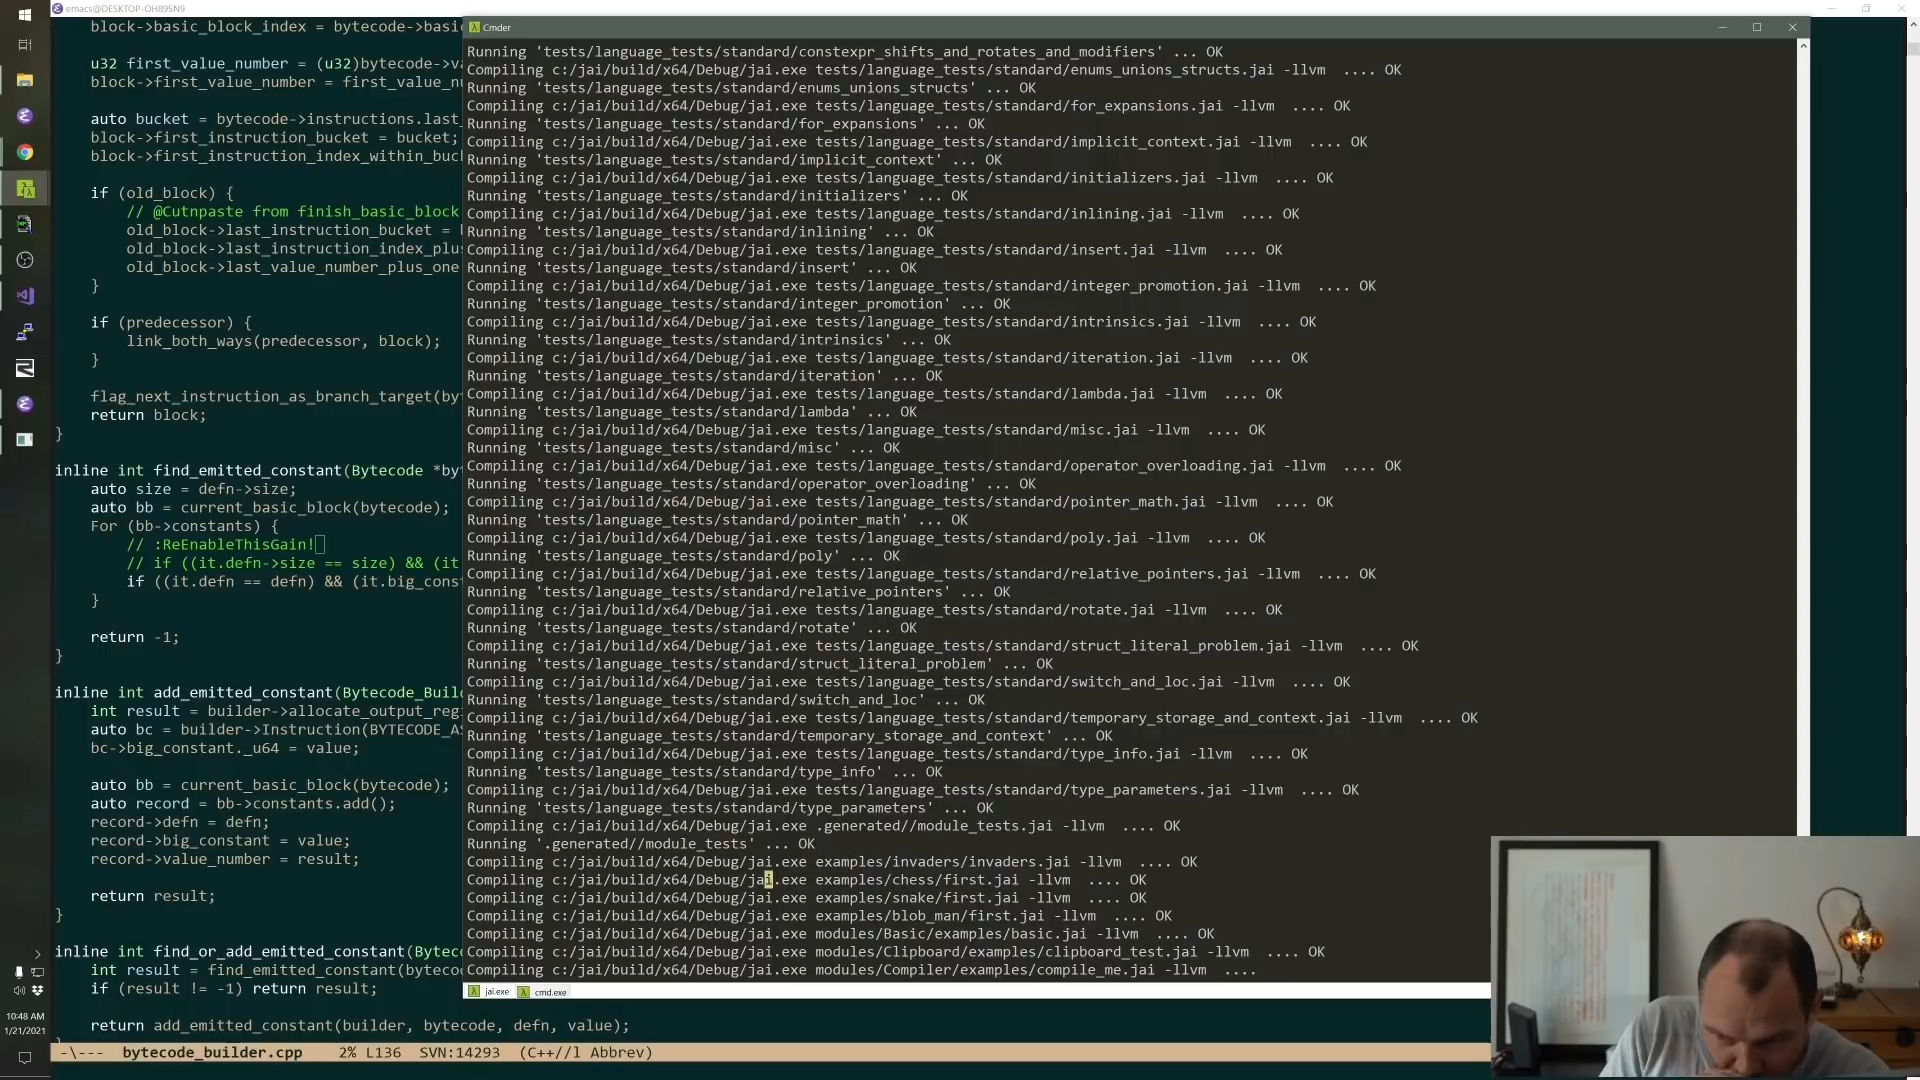 emacs@DESKTOP-OH89SN9
block->basic_block_index = bytecode->basi
u32 first_value_number = (u32)bytecode->va
block->first_value_number = first_value_num
auto bucket = bytecode->instructions.last_
block->first_instruction_bucket = bucket;
block->first_instruction_index_within_buck
if (old_block) {
// @Cutnpaste from finish_basic_block
old_block->last_instruction_bucket = b
old_block->last_instruction_index_plus
old_block->last_value_number_plus_one
}
if (predecessor) {
link_both_ways(predecessor, block);
}
flag_next_instruction_as_branch_target(byt
return block;
}
inline int find_emitted_constant(Bytecode *byt
auto size = defn->size;
auto bb = current_basic_block(bytecode);
For (bb->constants) {
// :ReEnableThisGain!
// if ((it.defn->size == size) && (it
if ((it.defn == defn) && (it.big_cons
}
return -1;
}
inline int add_emitted_constant(Bytecode_Buil
int result = builder->allocate_output_reg
auto bc = builder->Instruction(BYTECODE_AS
bc->big_constant._u64 = value;
auto bb = current_basic_block(bytecode);
auto record = bb->constants.add();
record->defn = defn;
record->big_constant = value;
record->value_number = result;
return result;
}
inline int find_or_add_emitted_constant(Byteco
int result = find_emitted_constant(byteco
if (result != -1) return result;
return add_emitted_constant(builder, bytecode, defn, value);
-\--- bytecode_builder.cpp 2% L136 SVN:14293 (C++//l Abbrev)
Cmder
Running 'tests/language_tests/standard/constexpr_shifts_and_rotates_and_modifiers' ... OK
Compiling c:/jai/build/x64/Debug/jai.exe tests/language_tests/standard/enums_unions_structs.jai -llvm .... OK
Running 'tests/language_tests/standard/enums_unions_structs' ... OK
Compiling c:/jai/build/x64/Debug/jai.exe tests/language_tests/standard/for_expansions.jai -llvm .... OK
Running 'tests/language_tests/standard/for_expansions' ... OK
Compiling c:/jai/build/x64/Debug/jai.exe tests/language_tests/standard/implicit_context.jai -llvm .... OK
Running 'tests/language_tests/standard/implicit_context' ... OK
Compiling c:/jai/build/x64/Debug/jai.exe tests/language_tests/standard/initializers.jai -llvm .... OK
Running 'tests/language_tests/standard/initializers' ... OK
Compiling c:/jai/build/x64/Debug/jai.exe tests/language_tests/standard/inlining.jai -llvm .... OK
Running 'tests/language_tests/standard/inlining' ... OK
Compiling c:/jai/build/x64/Debug/jai.exe tests/language_tests/standard/insert.jai -llvm .... OK
Running 'tests/language_tests/standard/insert' ... OK
Compiling c:/jai/build/x64/Debug/jai.exe tests/language_tests/standard/integer_promotion.jai -llvm .... OK
Running 'tests/language_tests/standard/integer_promotion' ... OK
Compiling c:/jai/build/x64/Debug/jai.exe tests/language_tests/standard/intrinsics.jai -llvm .... OK
Running 'tests/language_tests/standard/intrinsics' ... OK
Compiling c:/jai/build/x64/Debug/jai.exe tests/language_tests/standard/iteration.jai -llvm .... OK
Running 'tests/language_tests/standard/iteration' ... OK
Compiling c:/jai/build/x64/Debug/jai.exe tests/language_tests/standard/lambda.jai -llvm .... OK
Running 'tests/language_tests/standard/lambda' ... OK
Compiling c:/jai/build/x64/Debug/jai.exe tests/language_tests/standard/misc.jai -llvm .... OK
Running 'tests/language_tests/standard/misc' ... OK
Compiling c:/jai/build/x64/Debug/jai.exe tests/language_tests/standard/operator_overloading.jai -llvm .... OK
Running 'tests/language_tests/standard/operator_overloading' ... OK
Compiling c:/jai/build/x64/Debug/jai.exe tests/language_tests/standard/pointer_math.jai -llvm .... OK
Running 'tests/language_tests/standard/pointer_math' ... OK
Compiling c:/jai/build/x64/Debug/jai.exe tests/language_tests/standard/poly.jai -llvm .... OK
Running 'tests/language_tests/standard/poly' ... OK
Compiling c:/jai/build/x64/Debug/jai.exe tests/language_tests/standard/relative_pointers.jai -llvm .... OK
Running 'tests/language_tests/standard/relative_pointers' ... OK
Compiling c:/jai/build/x64/Debug/jai.exe tests/language_tests/standard/rotate.jai -llvm .... OK
Running 'tests/language_tests/standard/rotate' ... OK
Compiling c:/jai/build/x64/Debug/jai.exe tests/language_tests/standard/struct_literal_problem.jai -llvm .... OK
Running 'tests/language_tests/standard/struct_literal_problem' ... OK
Compiling c:/jai/build/x64/Debug/jai.exe tests/language_tests/standard/switch_and_loc.jai -llvm .... OK
Running 'tests/language_tests/standard/switch_and_loc' ... OK
Compiling c:/jai/build/x64/Debug/jai.exe tests/language_tests/standard/temporary_storage_and_context.jai -llvm .... OK
Running 'tests/language_tests/standard/temporary_storage_and_context' ... OK
Compiling c:/jai/build/x64/Debug/jai.exe tests/language_tests/standard/type_info.jai -llvm .... OK
Running 'tests/language_tests/standard/type_info' ... OK
Compiling c:/jai/build/x64/Debug/jai.exe tests/language_tests/standard/type_parameters.jai -llvm .... OK
Running 'tests/language_tests/standard/type_parameters' ... OK
Compiling c:/jai/build/x64/Debug/jai.exe .generated//module_tests.jai -llvm .... OK
Running '.generated//module_tests' ... OK
Compiling c:/jai/build/x64/Debug/jai.exe examples/invaders/invaders.jai -llvm .... OK
Compiling c:/jai/build/x64/Debug/jai.exe examples/chess/first.jai -llvm .... OK
Compiling c:/jai/build/x64/Debug/jai.exe examples/snake/first.jai -llvm .... OK
Compiling c:/jai/build/x64/Debug/jai.exe examples/blob_man/first.jai -llvm .... OK
Compiling c:/jai/build/x64/Debug/jai.exe modules/Basic/examples/basic.jai -llvm .... OK
Compiling c:/jai/build/x64/Debug/jai.exe modules/Clipboard/examples/clipboard_test.jai -llvm .... OK
Compiling c:/jai/build/x64/Debug/jai.exe modules/Compiler/examples/compile_me.jai -llvm ....
jai.exe cmd.exe
10:48 AM
1/21/2021